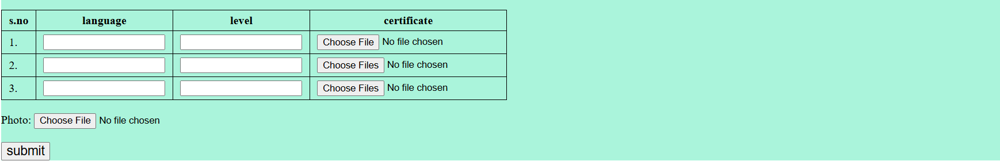 s.no language level certificate
1. Choose File No file chosen
2. Choose Files No file chosen
3. Choose Files No file chosen
Photo: Choose File No file chosen
submit